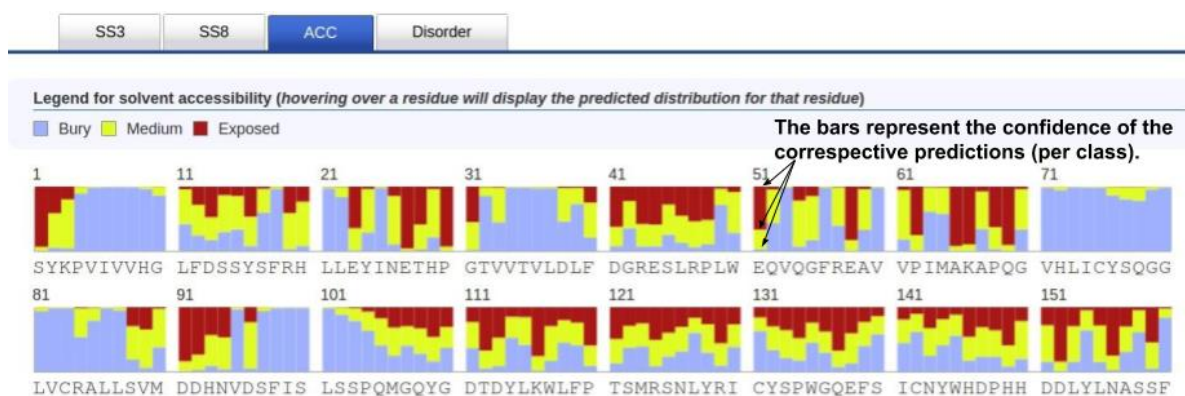 SS3 SS8 ACC Disorder
Legend for solvent accessibility (hovering over a residue will display the predicted distribution for that residue)
Bury Medium Exposed
The bars represent the confidence of the
correspective predictions (per class).
1 11 21 31 41 51 61 71
SYKPVIVVHG LFDSSYSFRH LLEYINETHP GTVVTVLDLF DGRESLRPLW EQVQGFREAV VPIMAKAPQG VHLICYSQGG
81 91 101 111 121 131 141 151
LVCRALLSVM DDHNVDSFIS LSSPQMGQYG DTDYLKWLFP TSMRSNLYRI CYSPWGQEFS ICNYWHDPHH DDLYLNASSF